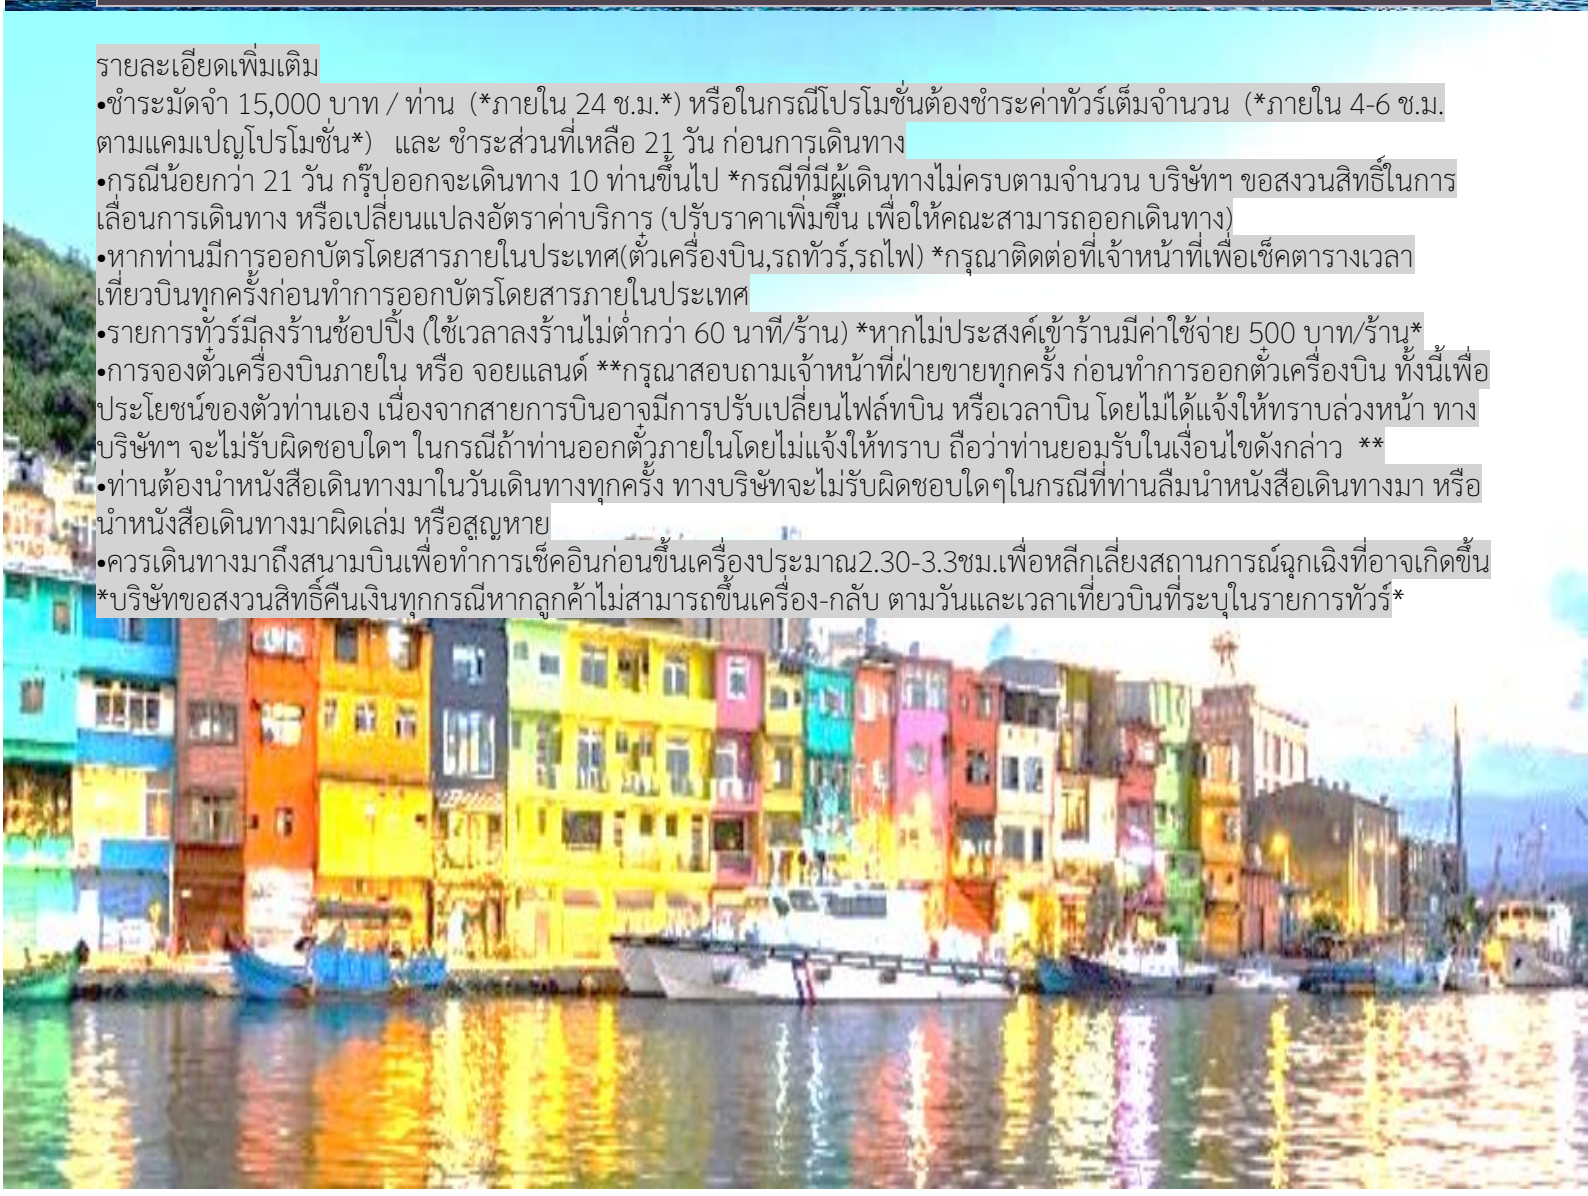 รายละเอียดเพิ่มเติม
•ชำระมัดจำ 15,000 บาท / ท่าน (*ภายใน 24 ช.ม.*) หรือในกรณีโปรโมชั่นต้องชำระค่าทัวร์เต็มจำนวน (*ภายใน 4-6 ช.ม.
ตามแคมเปญโปรโมชั่น*) และ ชำระส่วนที่เหลือ 21 วัน ก่อนการเดินทาง
•กรณีน้อยกว่า 21 วัน กรุ๊ปออกจะเดินทาง 10 ท่านขึ้นไป *กรณีที่มีผู้เดินทางไม่ครบตามจำนวน บริษัทฯ ขอสงวนสิทธิ์ในการ
เลื่อนการเดินทาง หรือเปลี่ยนแปลงอัตราค่าบริการ (ปรับราคาเพิ่มขึ้น เพื่อให้คณะสามารถออกเดินทาง)
•หากท่านมีการออกบัตรโดยสารภายในประเทศ(ตั๋วเครื่องบิน,รถทัวร์,รถไฟ) *กรุณาติดต่อที่เจ้าหน้าที่เพื่อเช็คตารางเวลา
เที่ยวบินทุกครั้งก่อนทำการออกบัตรโดยสารภายในประเทศ
•รายการทัวร์มีลงร้านช้อปปิ้ง (ใช้เวลาลงร้านไม่ต่ำกว่า 60 นาที/ร้าน) *หากไม่ประสงค์เข้าร้านมีค่าใช้จ่าย 500 บาท/ร้าน*
•การจองตั๋วเครื่องบินภายใน หรือ จอยแลนด์ **กรุณาสอบถามเจ้าหน้าที่ฝ่ายขายทุกครั้ง ก่อนทำการออกตั๋วเครื่องบิน ทั้งนี้เพื่อ
ประโยชน์ของตัวท่านเอง เนื่องจากสายการบินอาจมีการปรับเปลี่ยนไฟล์ทบิน หรือเวลาบิน โดยไม่ได้แจ้งให้ทราบล่วงหน้า ทาง
บริษัทฯ จะไม่รับผิดชอบใดๆ ในกรณีถ้าท่านออกตั๋วภายในโดยไม่แจ้งให้ทราบ ถือว่าท่านยอมรับในเงื่อนไขดังกล่าว **
•ท่านต้องนำหนังสือเดินทางมาในวันเดินทางทุกครั้ง ทางบริษัทจะไม่รับผิดชอบใดๆในกรณีที่ท่านลืมนำหนังสือเดินทางมา หรือ
นำหนังสือเดินทางมาผิดเล่ม หรือสูญหาย
•ควรเดินทางมาถึงสนามบินเพื่อทำการเช็คอินก่อนขึ้นเครื่องประมาณ2.30-3.3ชม.เพื่อหลีกเลี่ยงสถานการณ์ฉุกเฉิงที่อาจเกิดขึ้น
*บริษัทขอสงวนสิทธิ์คืนเงินทุกกรณีหากลูกค้าไม่สามารถขึ้นเครื่อง-กลับ ตามวันและเวลาเที่ยวบินที่ระบุในรายการทัวร์*